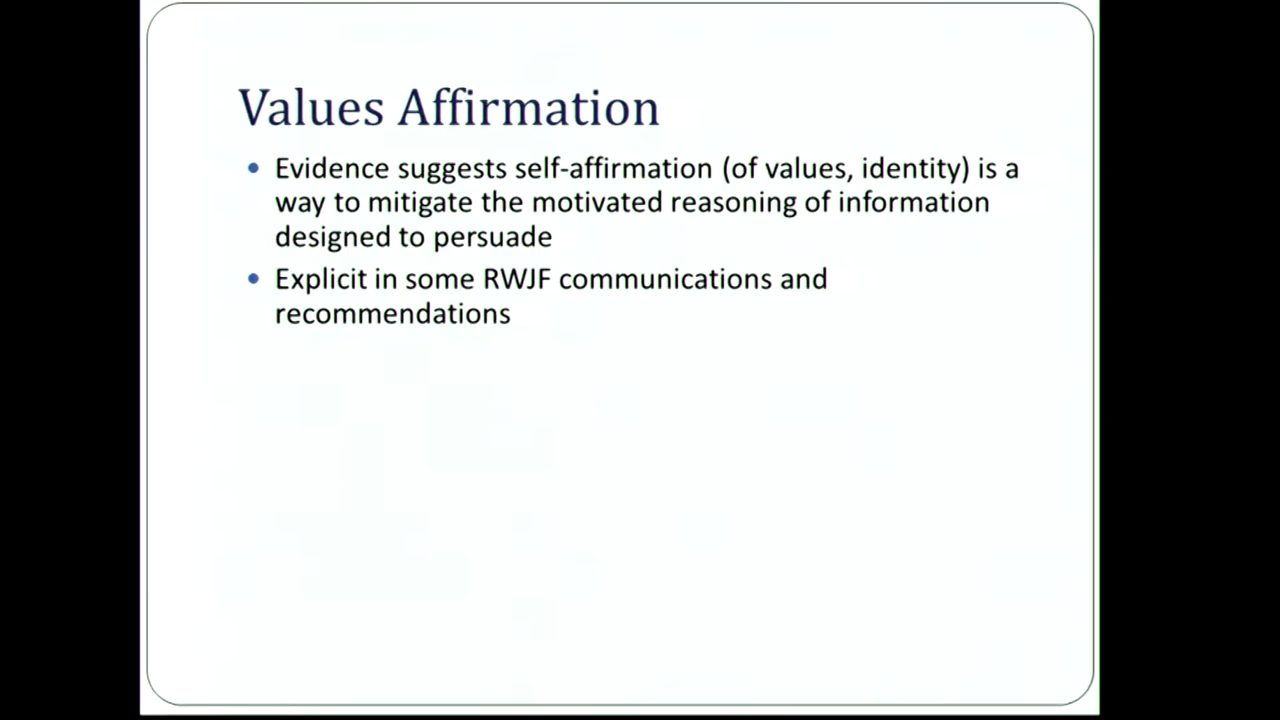 Values Affirmation
• Evidence suggests self-affirmation (of values, identity) is a
way to mitigate the motivated reasoning of information
designed to persuade
• Explicit in some RWJF communications and
recommendations